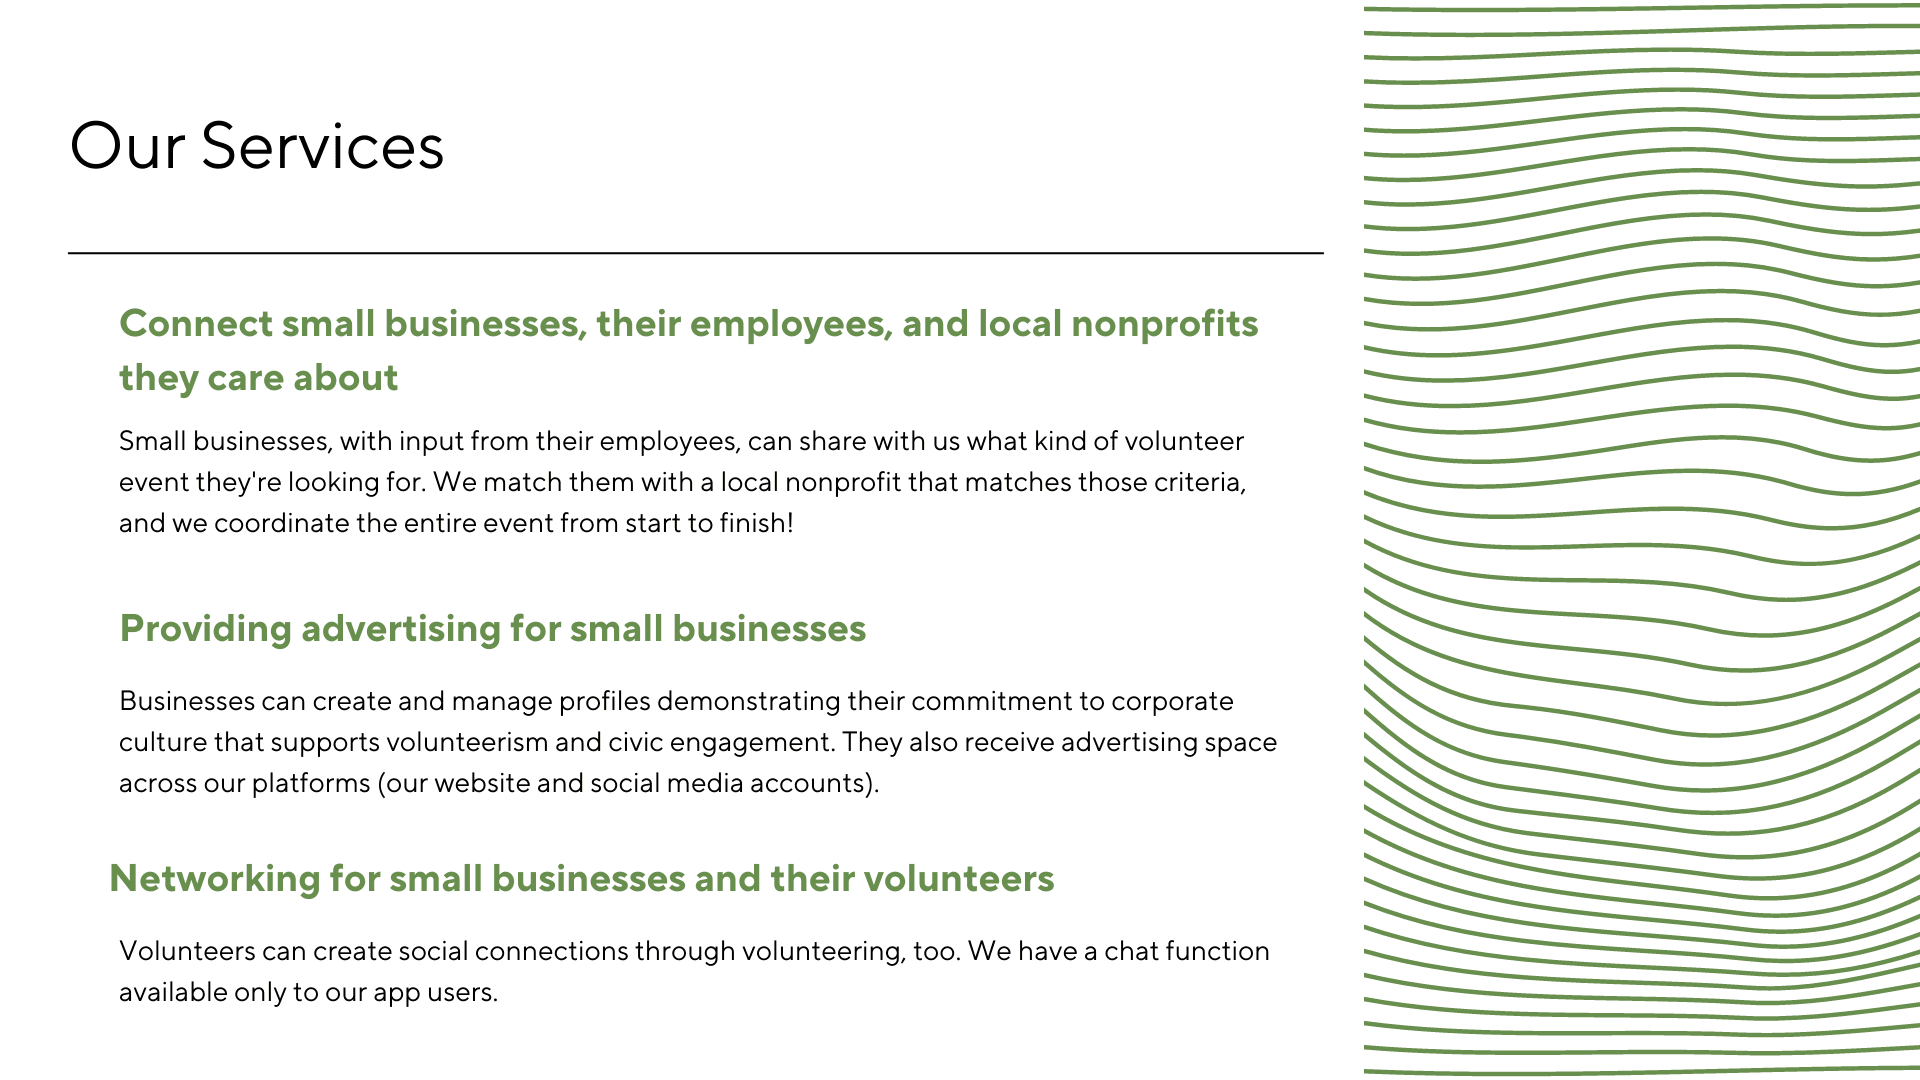 Our Services
Connect small businesses, their employees, and local nonprofits
they care about
Small businesses, with input from their employees, can share with us what kind of volunteer
event they're looking for. We match them with a local nonprofit that matches those criteria,
and we coordinate the entire event from start to finish!
Providing advertising for small businesses
Businesses can create and manage profiles demonstrating their commitment to corporate
culture that supports volunteerism and civic engagement. They also receive advertising space
across our platforms (our website and social media accounts).
Networking for small businesses and their volunteers
Volunteers can create social connections through volunteering, too. We have a chat function
available only to our app users.